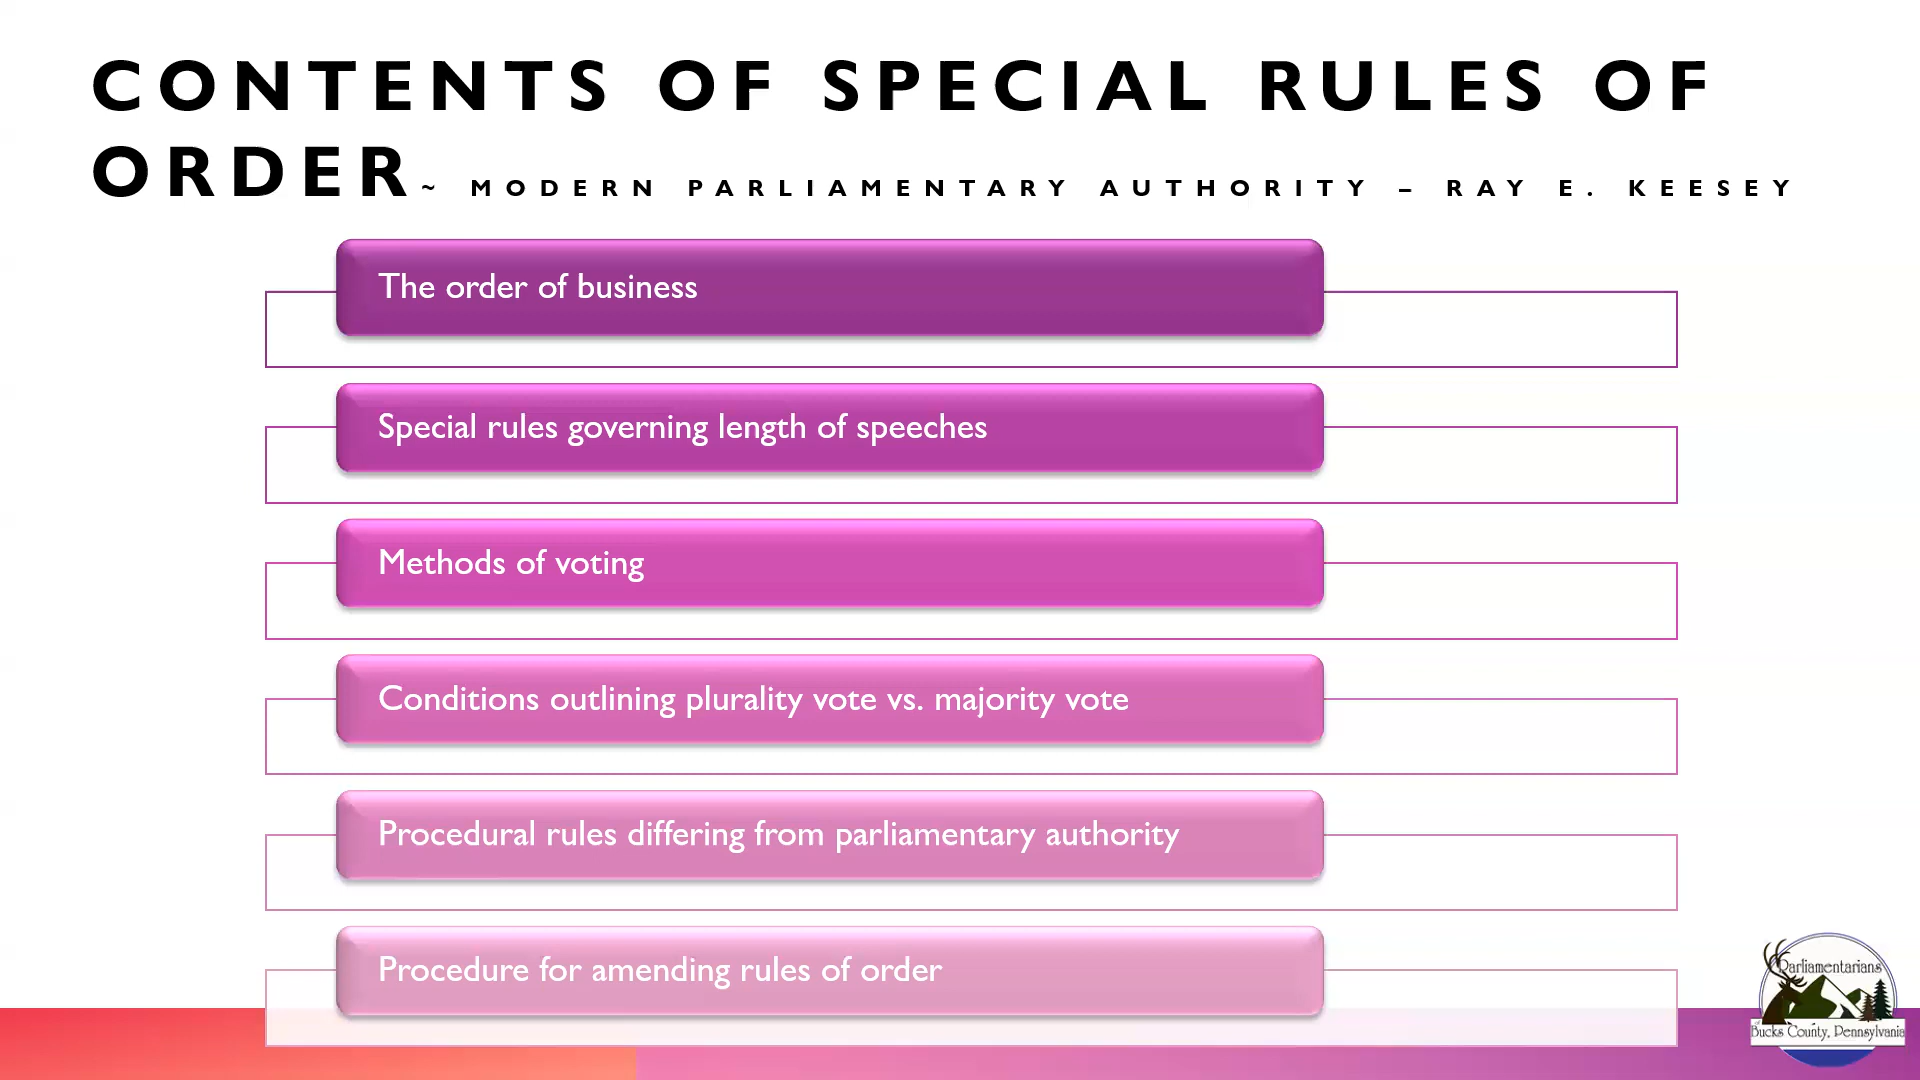 CONTENTS OF SPECIAL RULES OF
ORDER~ MODERN PARLIAMENTARY AUTHORITY – RAY E. KEESEY
The order of business
Special rules governing length of speeches
Methods of voting
Conditions outlining plurality vote vs. majority vote
Procedural rules differing from parliamentary authority
Procedure for amending rules of order
Parliamentarians
Bucks County, Pennsylvania